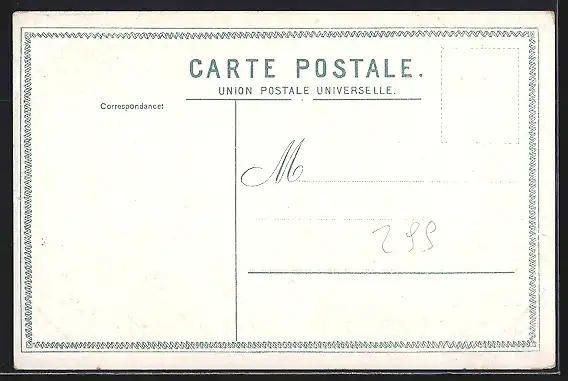 CARTE POSTALE.
UNION POSTALE UNIVERSELLE.
Correspondance:
M
299